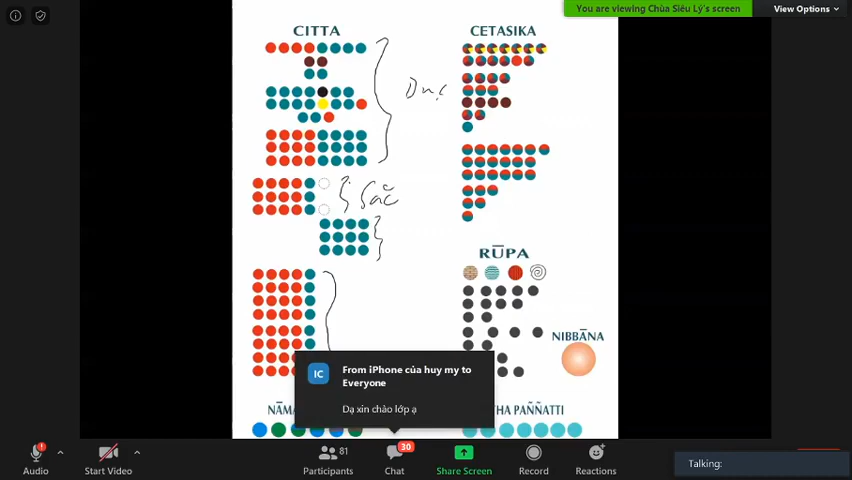 You are viewing Chùa Siêu Lý's screen
View Options
CITTA
CETASIKA
Dục
Sắc
RŪPA
NIBBĀNA
From iPhone của huy my to
Everyone
IC
Dạ xin chào lớp ạ
NĀMA
THA PAÑÑATTI
Audio
Start Video
81
Participants
30
Chat
Share Screen
Record
Reactions
Talking: